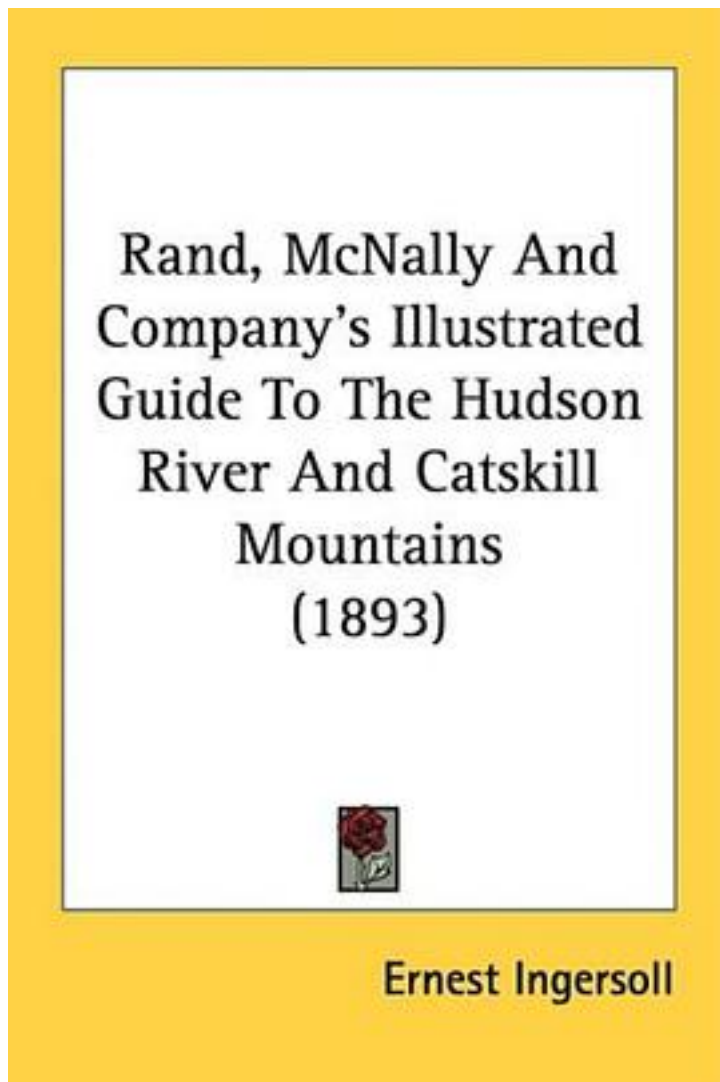 Rand, McNally And
Company's Illustrated
Guide To The Hudson
River And Catskill
Mountains
(1893)
Ernest Ingersoll